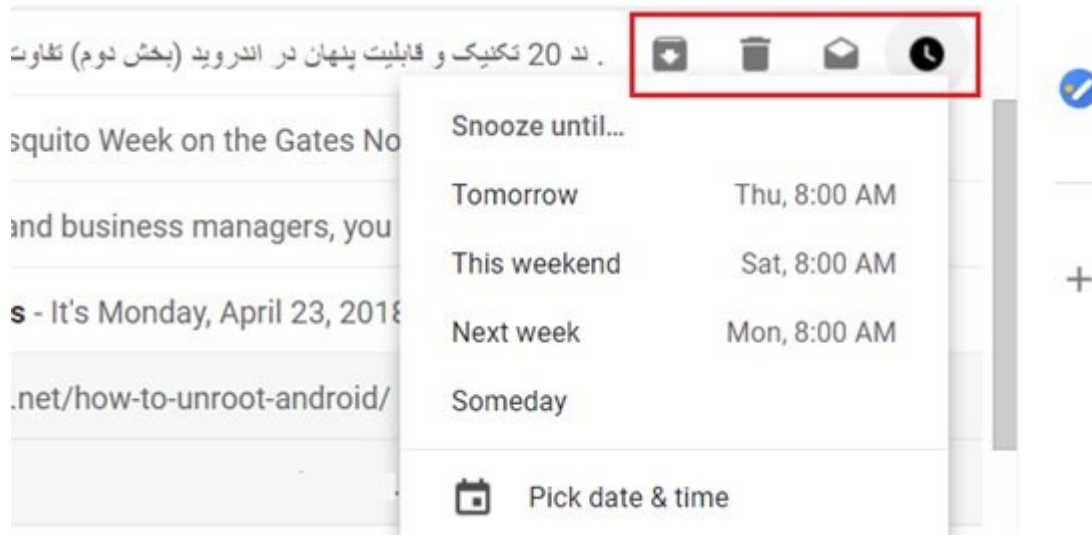 . ند 20 تکنیک و قابلیت پنهان در اندروید (بخش دوم) تفاوت
squito Week on the Gates No
and business managers, you
s - It's Monday, April 23, 2018
.net/how-to-unroot-android/
Snooze until...
Tomorrow Thu, 8:00 AM
This weekend Sat, 8:00 AM
Next week Mon, 8:00 AM
Someday
Pick date & time